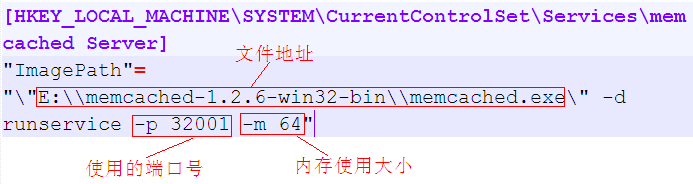 [HKEY_LOCAL_MACHINE\SYSTEM\CurrentControlSet\Services\mem
cached Server]
文件地址
"ImagePath"=
"\"E:\\memcached-1.2.6-win32-bin\\memcached.exe\" -d
runservice -p 32001 -m 64"
使用的端口号
内存使用大小